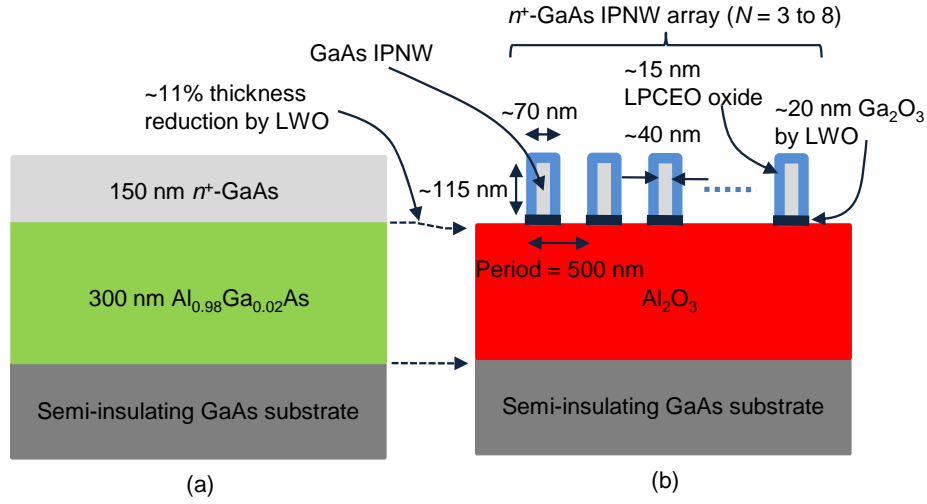 n⁺-GaAs IPNW array (N = 3 to 8)
GaAs IPNW
~11% thickness
reduction by LWO
~15 nm
LPCEO oxide
~70 nm
~40 nm
~20 nm Ga₂O₃
by LWO
150 nm n⁺-GaAs
~115 nm
Period = 500 nm
300 nm Al₀.₉₈Ga₀.₀₂As
Al₂O₃
Semi-insulating GaAs substrate
Semi-insulating GaAs substrate
(a)
(b)